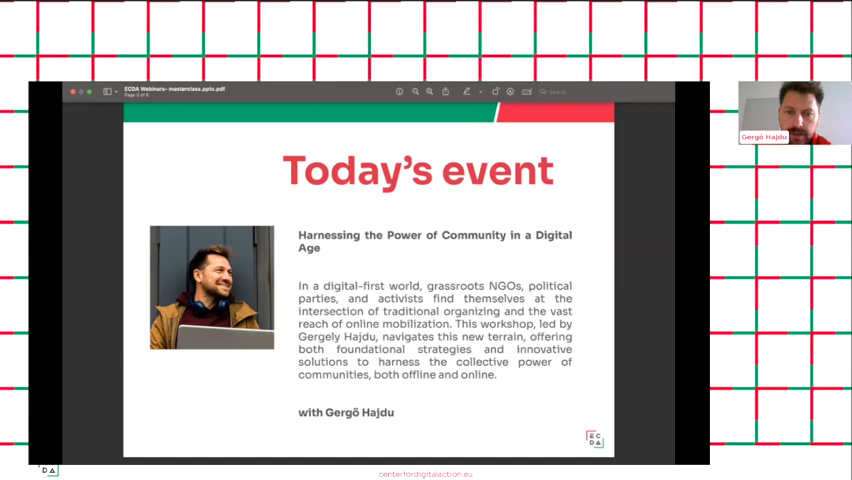 ECDA Webinars- masterclass.pptx.pdf
Page 5 of 6
Search
Today's event
Gergő Hajdu
Harnessing the Power of Community in a Digital
Age
In a digital-first world, grassroots NGOs, political
parties, and activists find themselves at the
intersection of traditional organizing and the vast
reach of online mobilization. This workshop, led by
Gergely Hajdu, navigates this new terrain, offering
both foundational strategies and innovative
solutions to harness the collective power of
communities, both offline and online.
with Gergő Hajdu
E C
D A
D A
centerfordigitalaction.eu